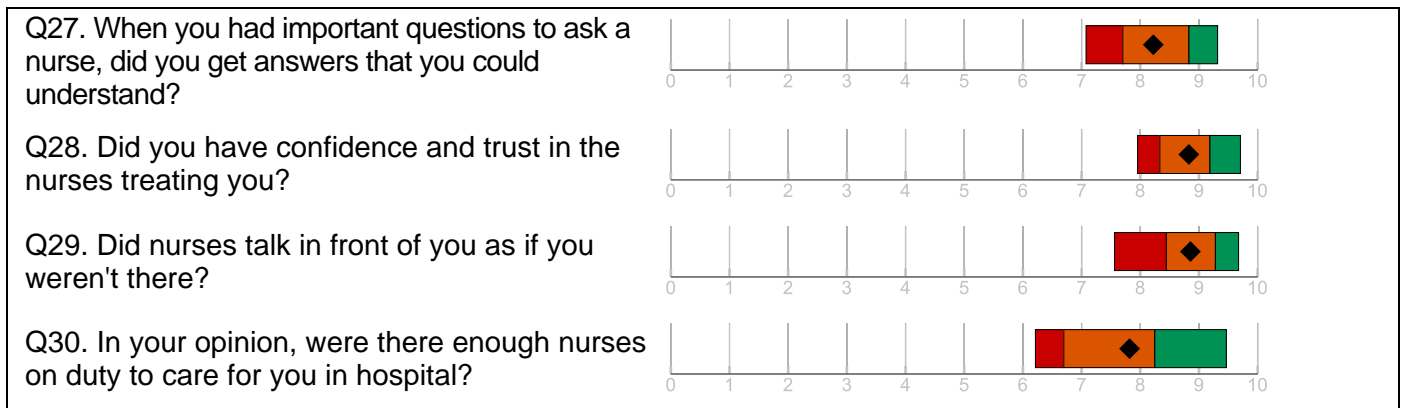 Q27. When you had important questions to ask a
nurse, did you get answers that you could
understand?
0 1 2 3 4 5 6 7 8 9 10
Q28. Did you have confidence and trust in the
nurses treating you?
0 1 2 3 4 5 6 7 8 9 10
Q29. Did nurses talk in front of you as if you
weren't there?
0 1 2 3 4 5 6 7 8 9 10
Q30. In your opinion, were there enough nurses
on duty to care for you in hospital?
0 1 2 3 4 5 6 7 8 9 10